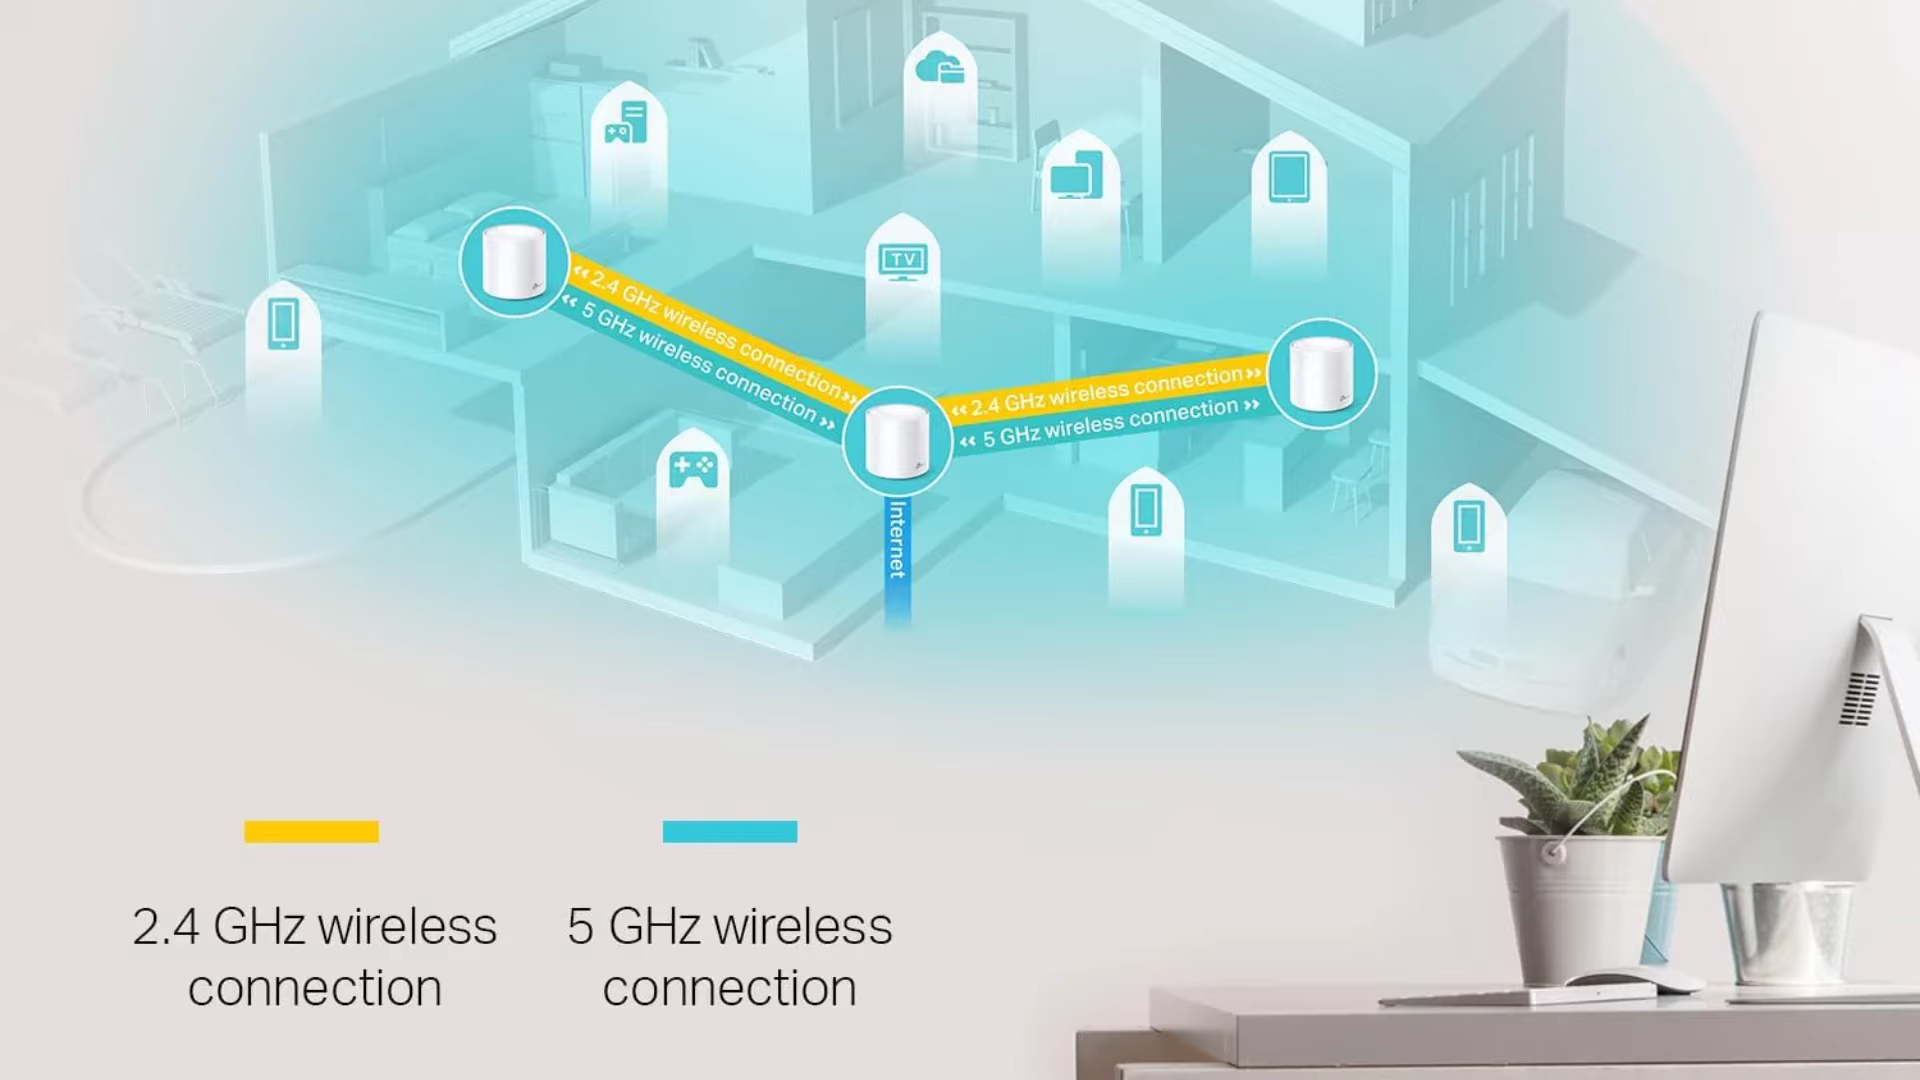 TV
« 2.4 GHz wireless connection »
« 5 GHz wireless connection »
« 2.4 GHz wireless connection »
« 5 GHz wireless connection »
Internet
2.4 GHz wireless
connection
5 GHz wireless
connection